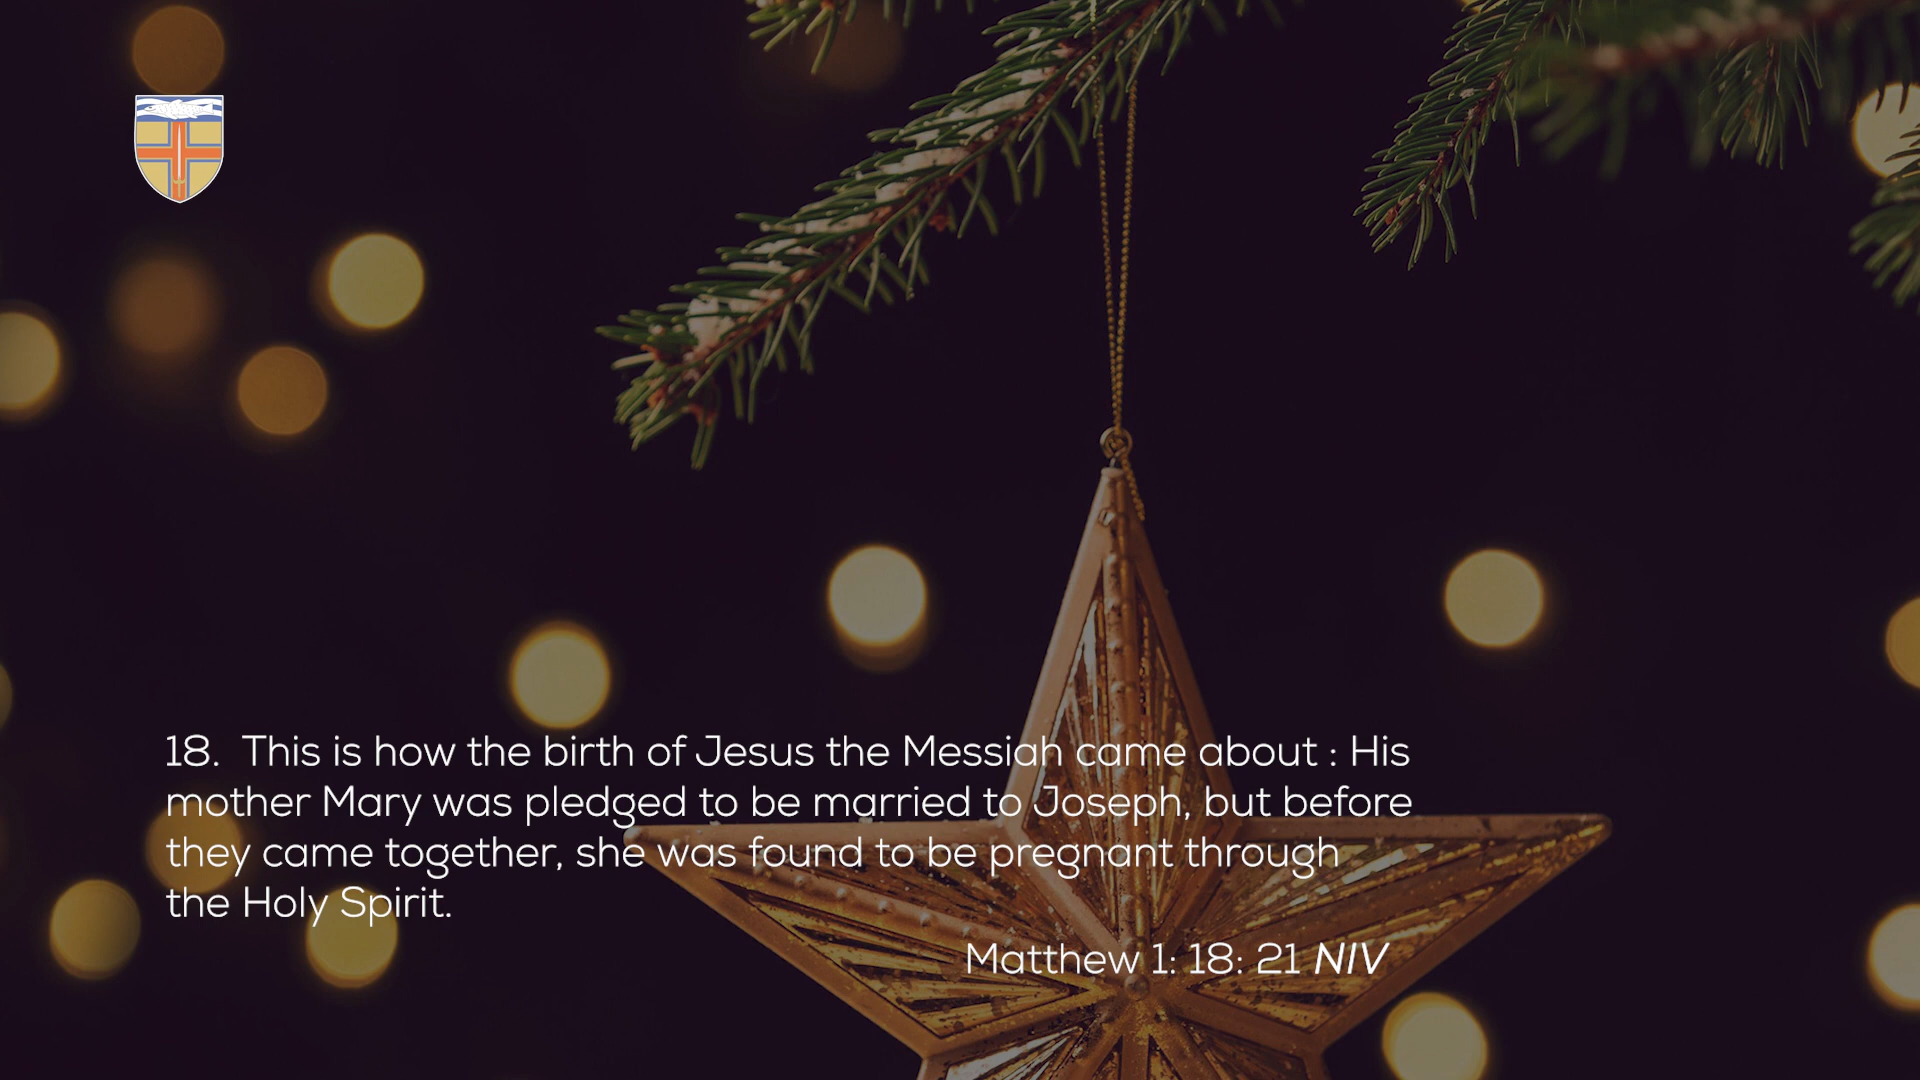 18.  This is how the birth of Jesus the Messiah came about : His
mother Mary was pledged to be married to Joseph, but before
they came together, she was found to be pregnant through
the Holy Spirit.
Matthew 1: 18: 21 NIV